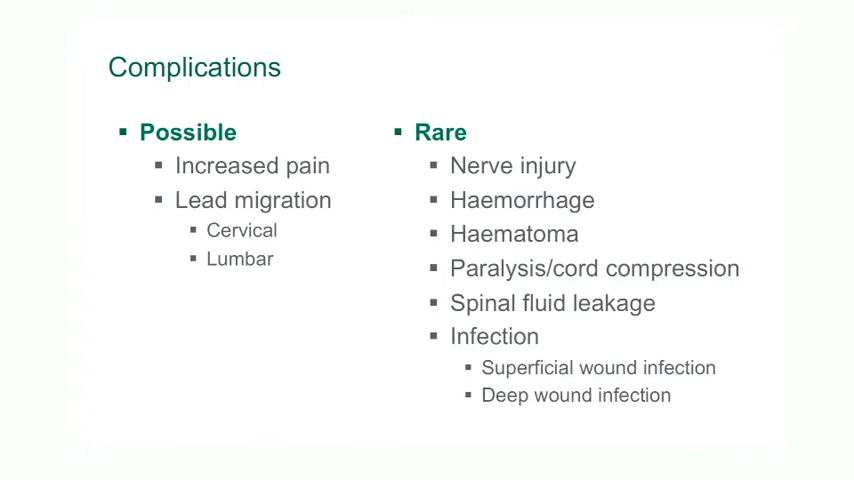 Complications
▪ Possible
▪ Increased pain
▪ Lead migration
▪ Cervical
▪ Lumbar
▪ Rare
▪ Nerve injury
▪ Haemorrhage
▪ Haematoma
▪ Paralysis/cord compression
▪ Spinal fluid leakage
▪ Infection
▪ Superficial wound infection
▪ Deep wound infection